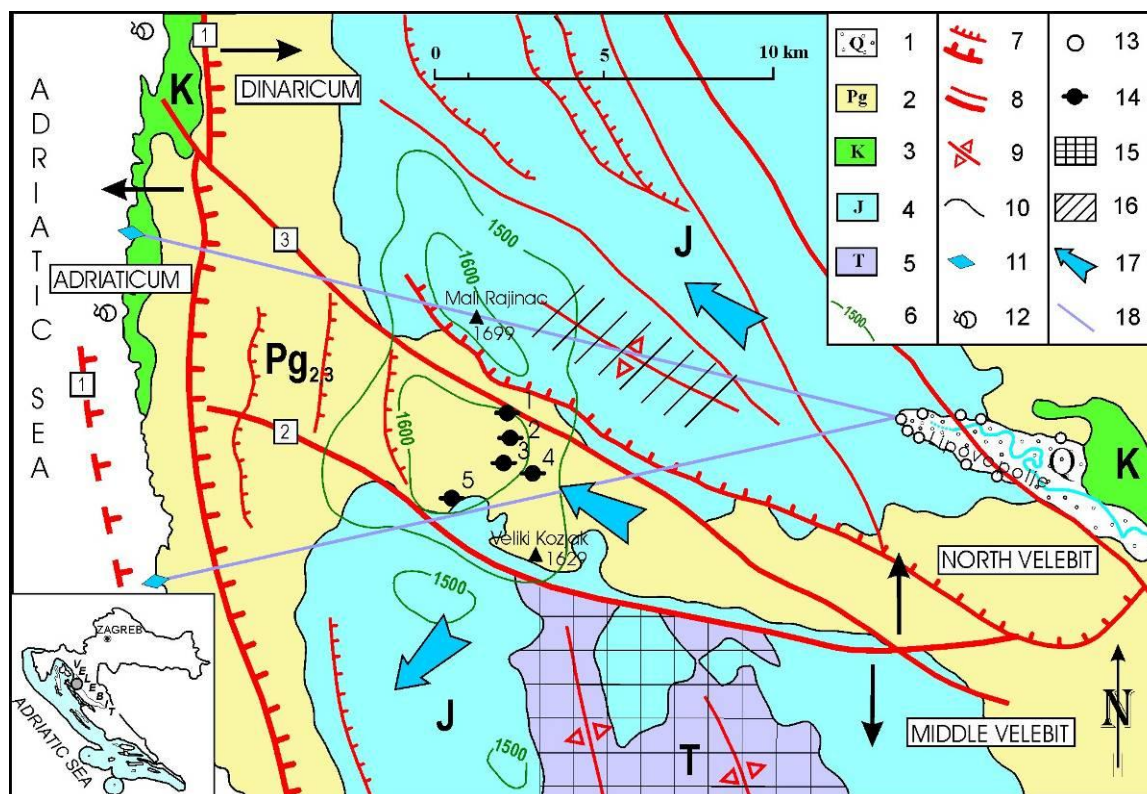 ADRIATIC SEA
1
DINARICUM
K
0 5 10 km
ADRIATICUM
3
1500
1600
Mali Rajinac
1699
J
Pg2,3
1600
1
2
3
4
5
2
1
Veliki Kozjak
1629
1500
J
1500
T
Lipovo polje
Q
K
NORTH VELEBIT
MIDDLE VELEBIT
N
Q 1
Pg 2
K 3
J 4
T 5
1500 6
7
8
9
10
11
12
13
14
15
16
17
18
ZAGREB
VELEBIT
ADRIATIC SEA